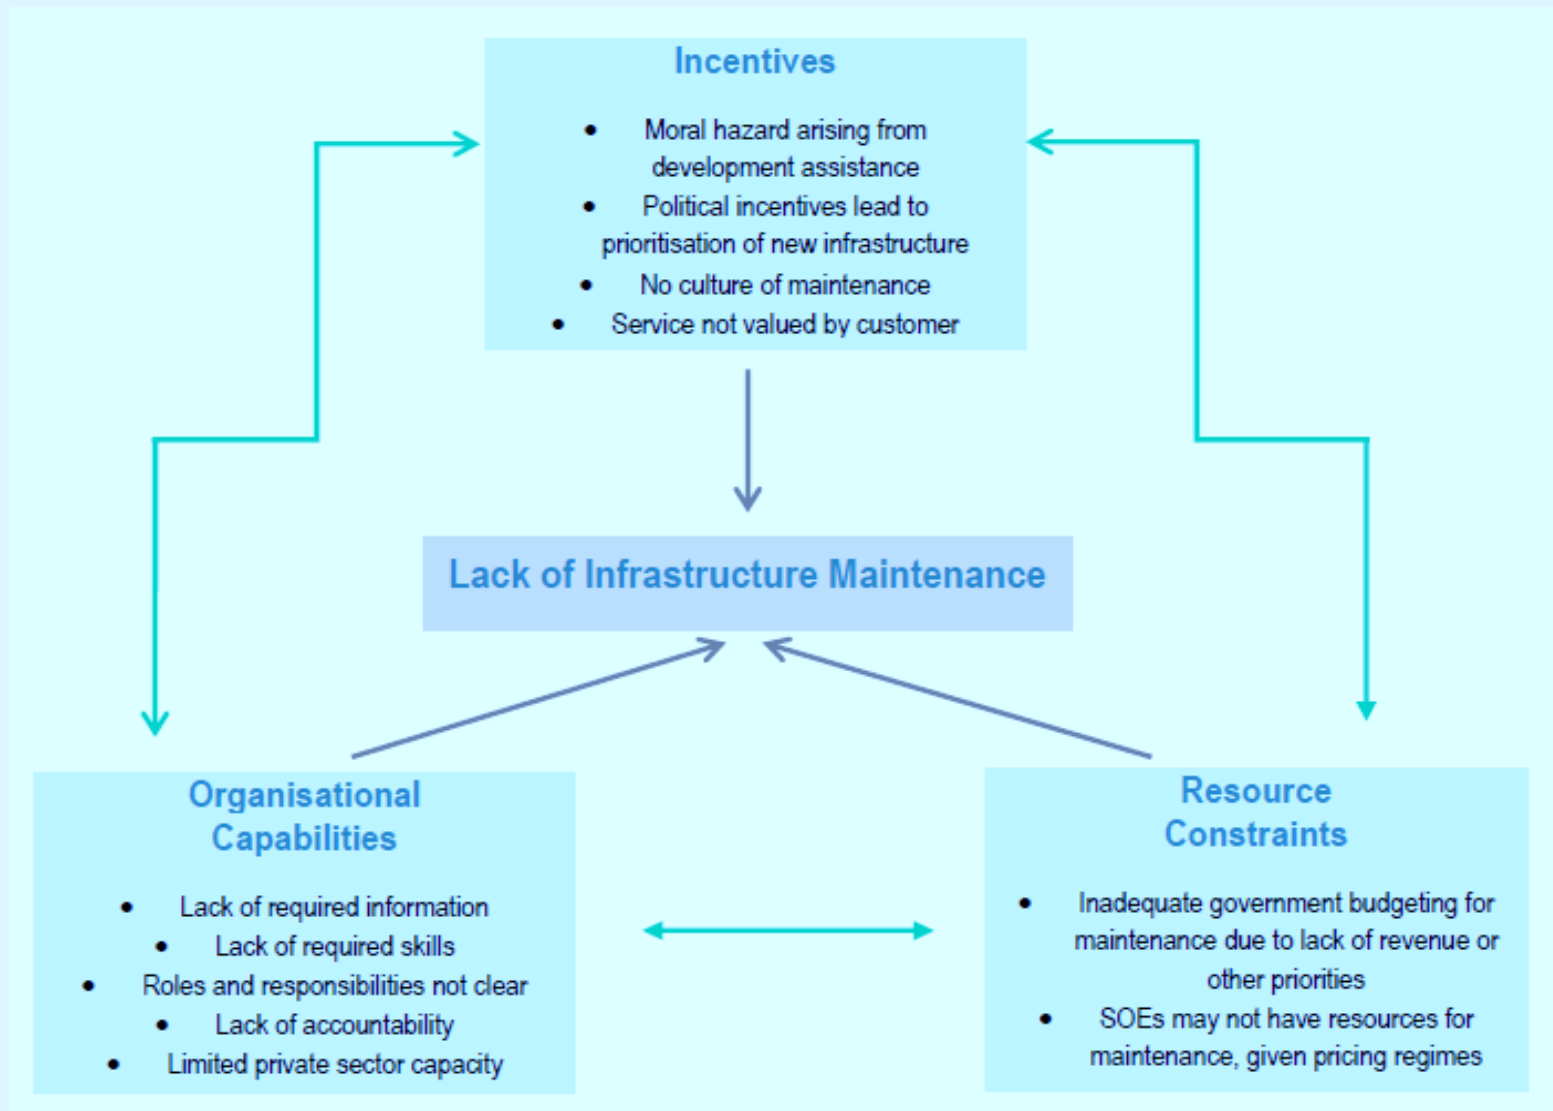 Incentives
• Moral hazard arising from
development assistance
• Political incentives lead to
prioritisation of new infrastructure
• No culture of maintenance
• Service not valued by customer
Lack of Infrastructure Maintenance
Organisational
Capabilities
• Lack of required information
• Lack of required skills
• Roles and responsibilities not clear
• Lack of accountability
• Limited private sector capacity
Resource
Constraints
• Inadequate government budgeting for
maintenance due to lack of revenue or
other priorities
• SOEs may not have resources for
maintenance, given pricing regimes